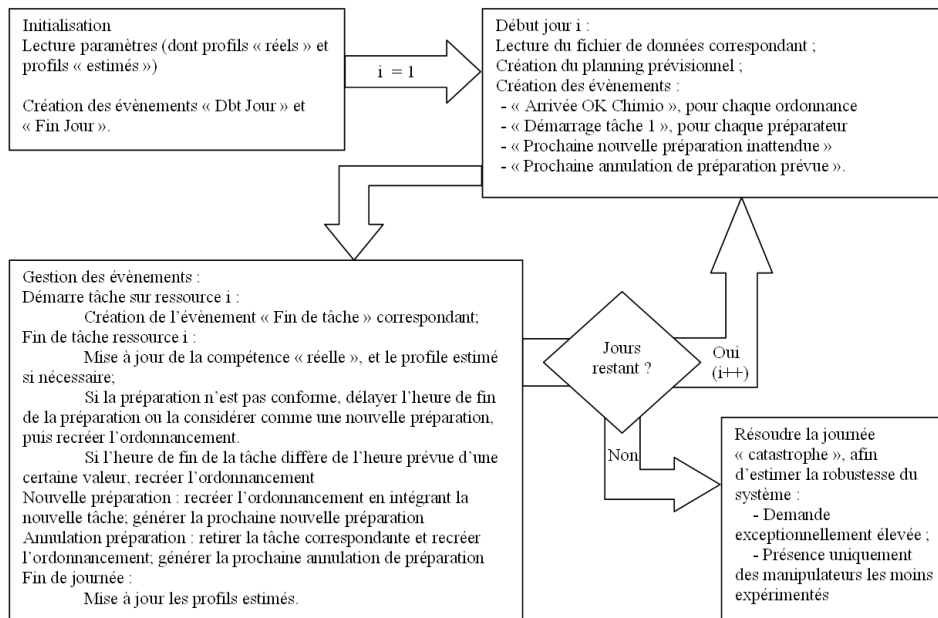 Initialisation
Lecture paramètres (dont profils « réels » et
profils « estimés »)
Création des évènements « Dbt Jour » et
« Fin Jour ».
i = 1
Début jour i :
Lecture du fichier de données correspondant ;
Création du planning prévisionnel ;
Création des évènements :
- « Arrivée OK Chimio », pour chaque ordonnance
- « Démarrage tâche 1 », pour chaque préparateur
- « Prochaine nouvelle préparation inattendue »
- « Prochaine annulation de préparation prévue ».
Gestion des évènements :
Démarre tâche sur ressource i :
Création de l'évènement « Fin de tâche » correspondant;
Fin de tâche ressource i :
Mise à jour de la compétence « réelle », et le profile estimé
si nécessaire;
Si la préparation n'est pas conforme, délayer l'heure de fin
de la préparation ou la considérer comme une nouvelle préparation,
puis recréer l'ordonnancement.
Si l'heure de fin de la tâche diffère de l'heure prévue d'une
certaine valeur, recréer l'ordonnancement
Nouvelle préparation : recréer l'ordonnancement en intégrant la
nouvelle tâche; générer la prochaine nouvelle préparation
Annulation préparation : retirer la tâche correspondante et recréer
l'ordonnancement; générer la prochaine annulation de préparation
Fin de journée :
Mise à jour les profils estimés.
Jours
restant ?
Oui
(i++)
Non
Résoudre la journée
« catastrophe », afin
d'estimer la robustesse du
système :
- Demande
exceptionnellement élevée ;
- Présence uniquement
des manipulateurs les moins
expérimentés